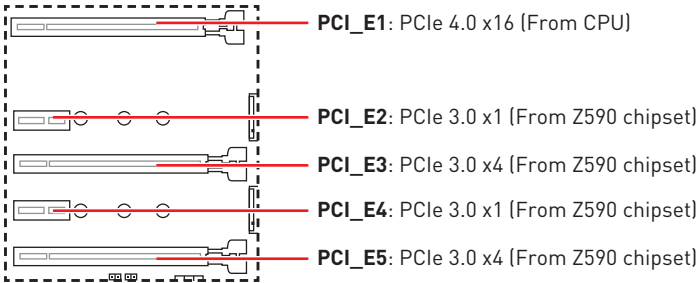 PCI_E1: PCIe 4.0 x16 (From CPU)
PCI_E2: PCIe 3.0 x1 (From Z590 chipset)
PCI_E3: PCIe 3.0 x4 (From Z590 chipset)
PCI_E4: PCIe 3.0 x1 (From Z590 chipset)
PCI_E5: PCIe 3.0 x4 (From Z590 chipset)